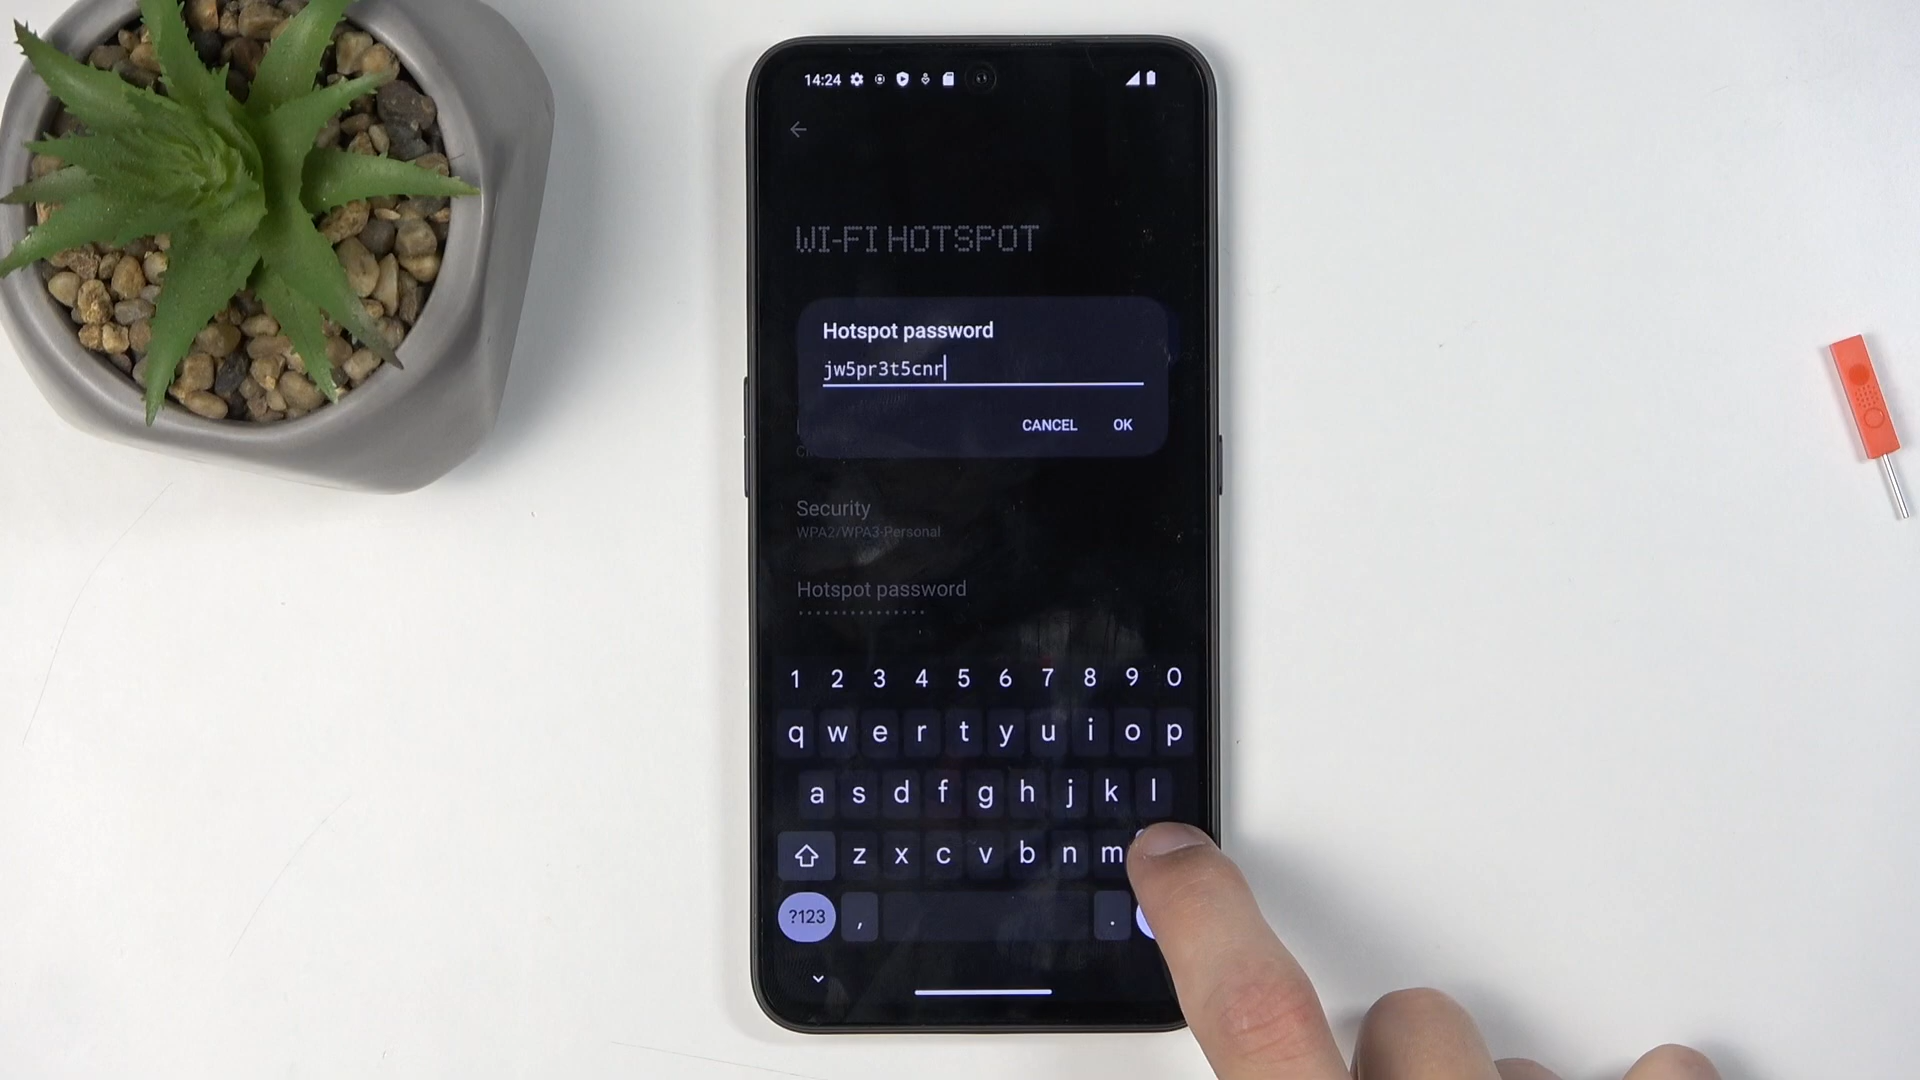 14:24
WI-FI HOTSPOT
Hotspot password
jw5pr3t5cnr
CANCEL OK
Security
WPA2/WPA3-Personal
Hotspot password
1 2 3 4 5 6 7 8 9 0
q w e r t y u i o p
a s d f g h j k l
z x c v b n m
?123 , .